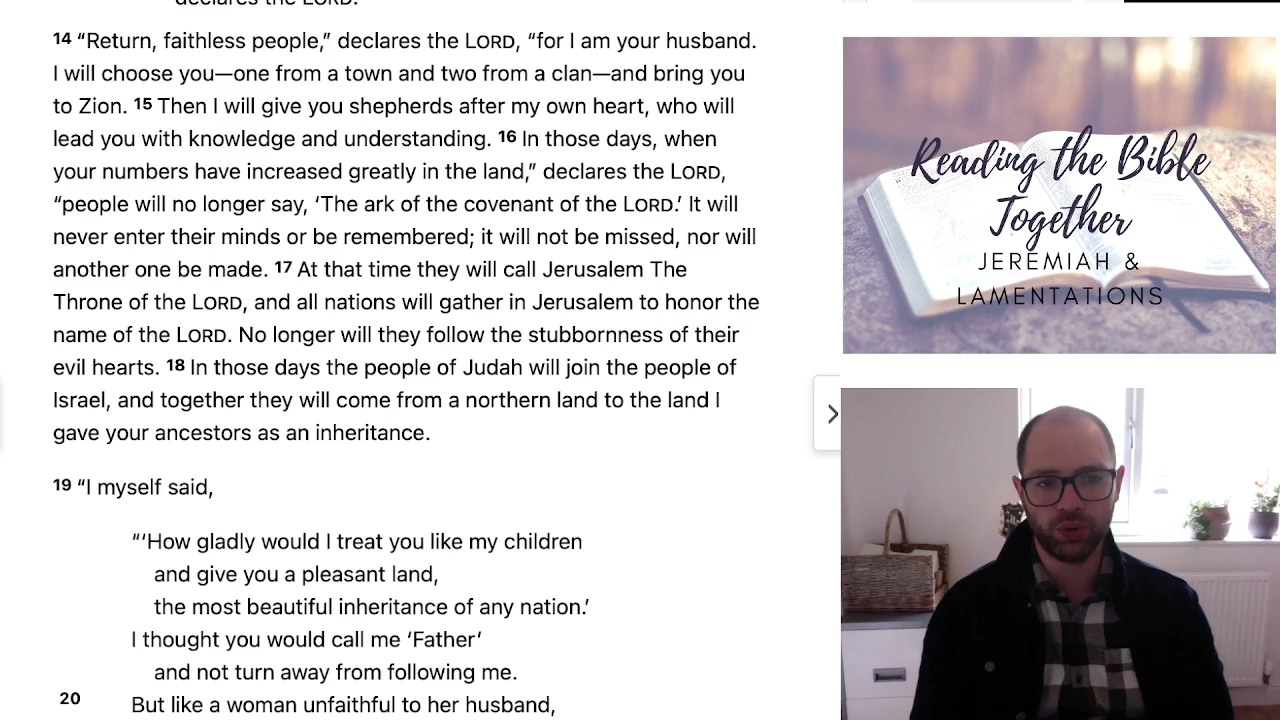 declares the LORD.
14 “Return, faithless people,” declares the LORD, “for I am your husband.
I will choose you—one from a town and two from a clan—and bring you
to Zion. 15 Then I will give you shepherds after my own heart, who will
lead you with knowledge and understanding. 16 In those days, when
your numbers have increased greatly in the land,” declares the LORD,
“people will no longer say, ‘The ark of the covenant of the LORD.’ It will
never enter their minds or be remembered; it will not be missed, nor will
another one be made. 17 At that time they will call Jerusalem The
Throne of the LORD, and all nations will gather in Jerusalem to honor the
name of the LORD. No longer will they follow the stubbornness of their
evil hearts. 18 In those days the people of Judah will join the people of
Israel, and together they will come from a northern land to the land I
gave your ancestors as an inheritance.
19 “I myself said,
“‘How gladly would I treat you like my children
and give you a pleasant land,
the most beautiful inheritance of any nation.’
I thought you would call me ‘Father’
and not turn away from following me.
20 But like a woman unfaithful to her husband,
Reading the Bible
Together
JEREMIAH &
LAMENTATIONS